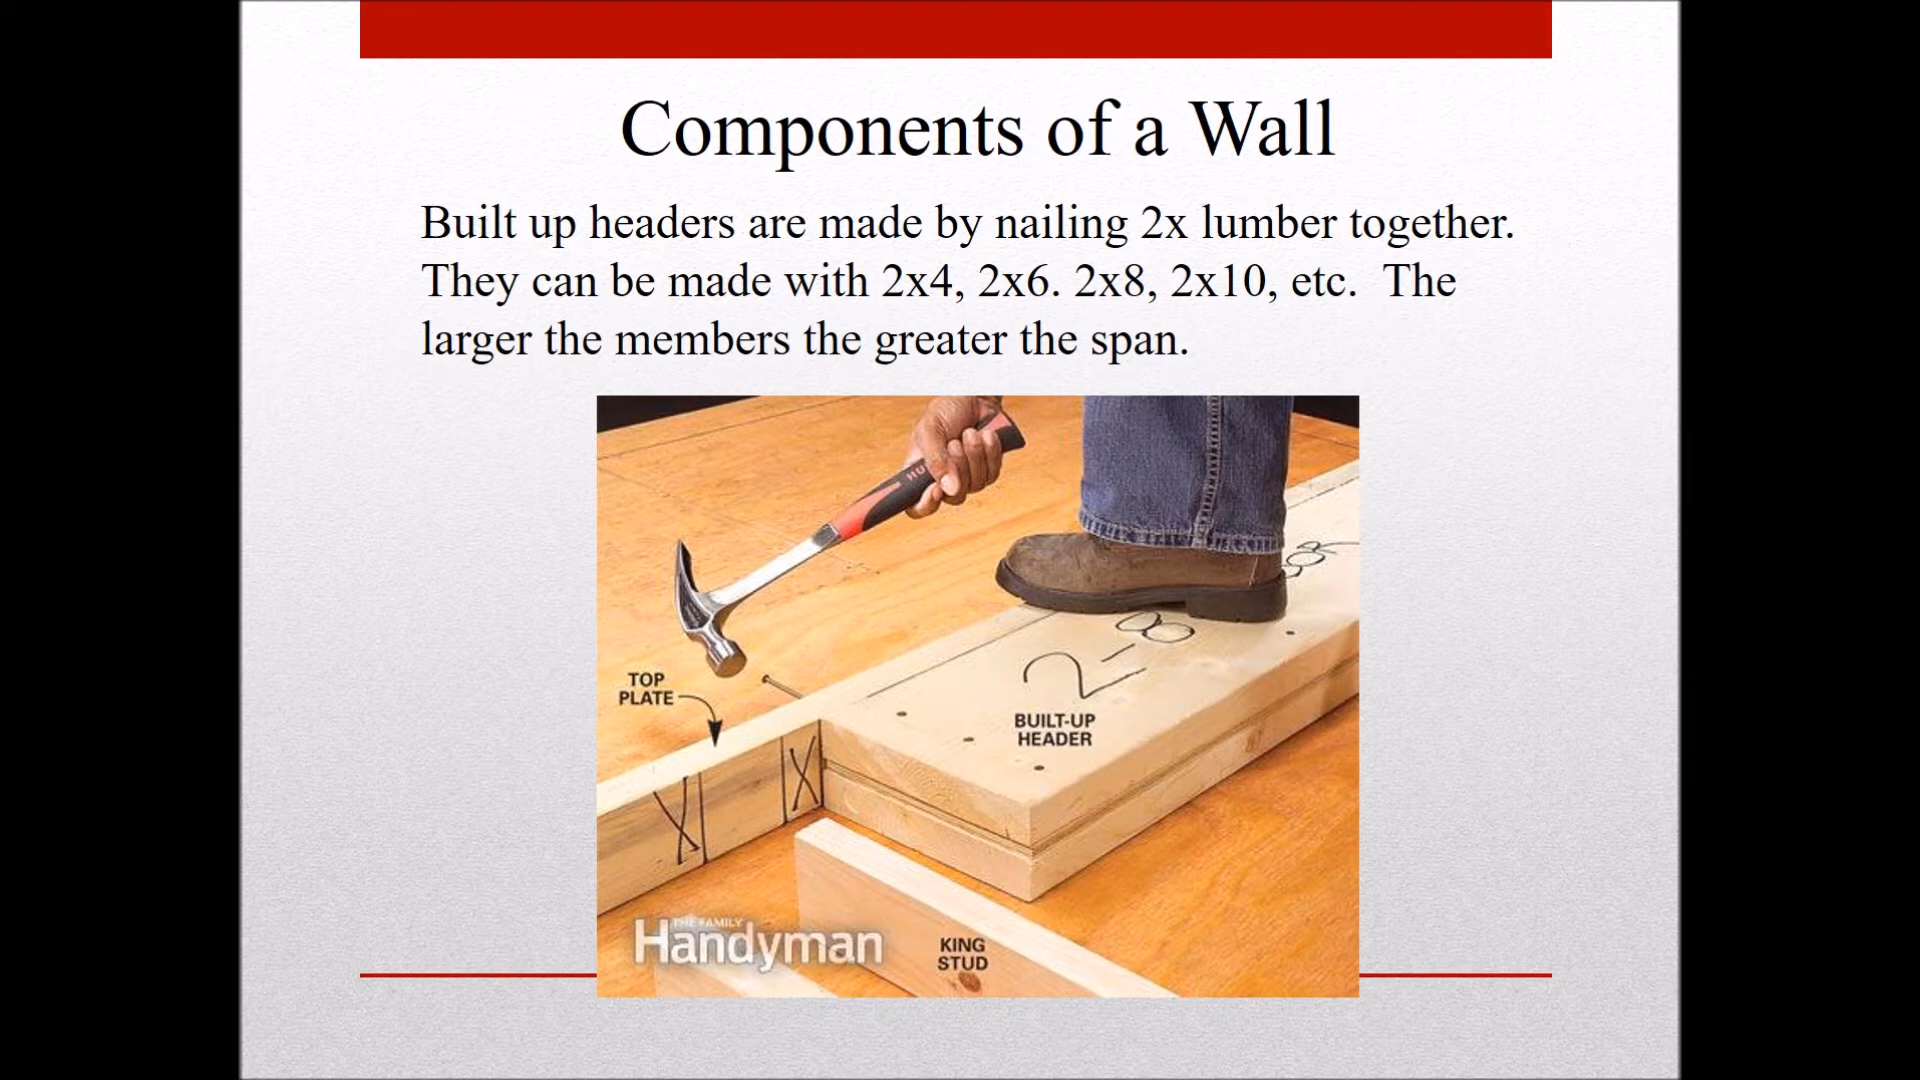 Components of a Wall
Built up headers are made by nailing 2x lumber together.
They can be made with 2x4, 2x6. 2x8, 2x10, etc.  The
larger the members the greater the span.
HU
TOP
PLATE
2-8
BUILT-UP
HEADER
X
X
THE FAMILY
Handyman
KING
STUD